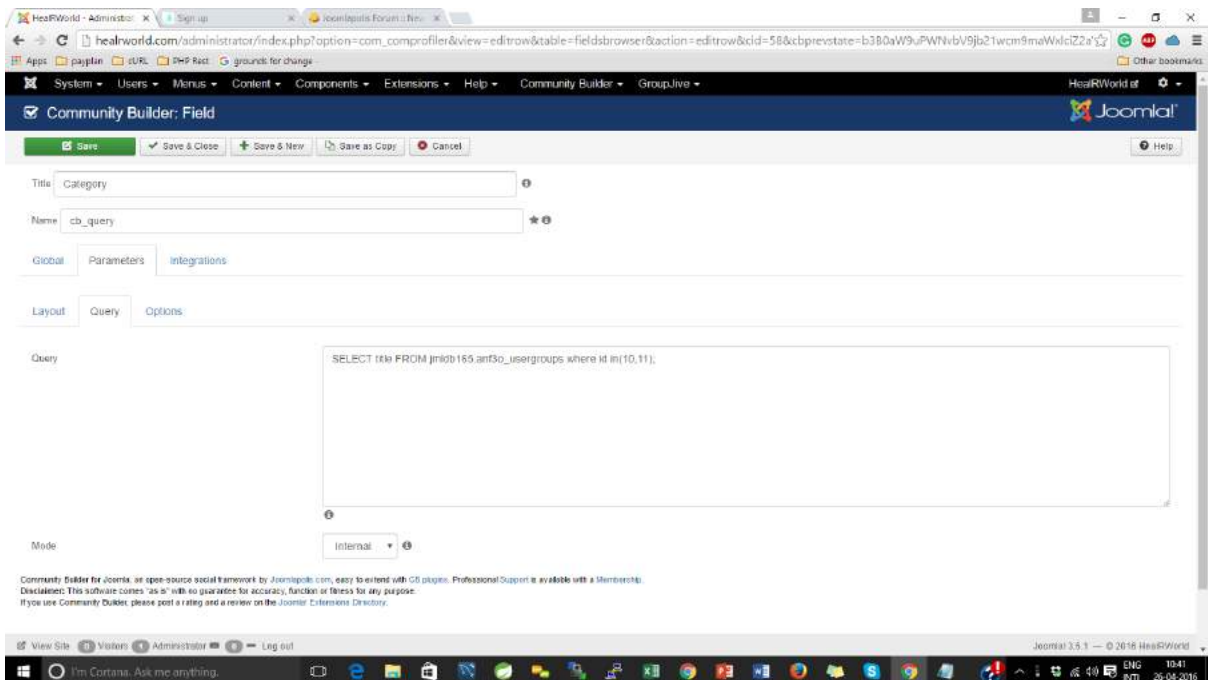 HealRWorld - Administrat
Sign up
Joomlapolis Forum :: New
healrworld.com/administrator/index.php?option=com_comprofiler&view=editrow&table=fieldsbrowser&action=editrow&cid=58&cbprevstate=
Apps payplan cURL PHP Rest grounds for change Other bookmarks
System Users Menus Content Components Extensions Help Community Builder GroupJive HealRWorld
Community Builder: Field Joomla!
Save Save & Close Save & New Save as Copy Cancel Help
Title Category
Name cb_query
Global Parameters Integrations
Layout Query Options
Query SELECT title FROM jmldb165.anf3o_usergroups where id in(10,11);
Mode Internal
Community Builder for Joomla, an open-source social framework by Joomlapolis.com, easy to extend with CB plugins. Professional Support is available with a Membership.
Disclaimer: This software comes "as is" with no guarantee for accuracy, function or fitness for any purpose.
If you use Community Builder, please post a rating and a review on the Joomla! Extensions Directory.
View Site Visitors Administrator Log out Joomla! 3.5.1 — © 2016 HealRWorld
I'm Cortana. Ask me anything. ENG 10:41
INTL 26-04-2016